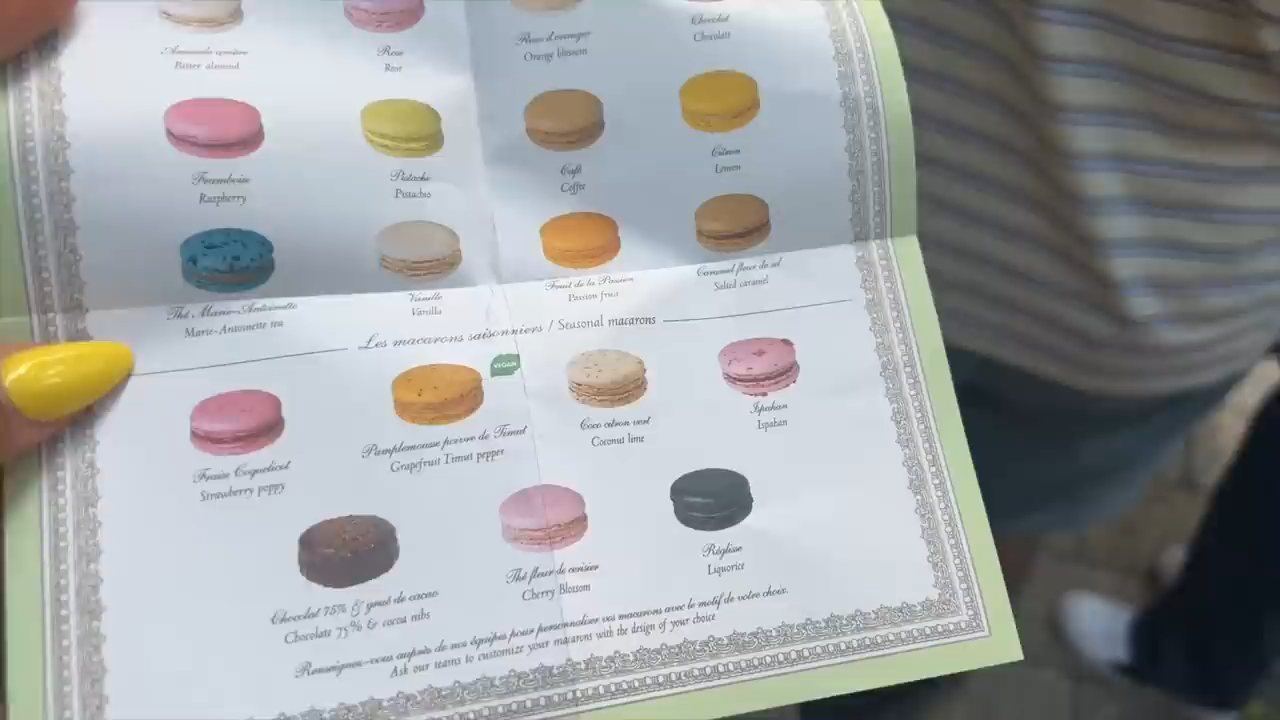 Amande amère
Bitter almond
Rose
Rose
Fleur d'oranger
Orange blossom
Chocolat
Chocolate
Framboise
Raspberry
Pistache
Pistachio
Café
Coffee
Citron
Lemon
Thé Marie-Antoinette
Marie-Antoinette tea
Vanille
Vanilla
Fruit de la Passion
Passion fruit
Caramel fleur de sel
Salted caramel
Les macarons saisonniers / Seasonal macarons
Fraise Coquelicot
Strawberry poppy
VEGAN
Pamplemousse poivre de Timut
Grapefruit Timut pepper
Coco citron vert
Coconut lime
Ispahan
Ispahan
Chocolat 75% & grué de cacao
Chocolate 75% & cocoa nibs
Thé fleur de cerisier
Cherry Blossom
Réglisse
Liquorice
Renseignez-vous auprès de nos équipes pour personnaliser vos macarons avec le motif de votre choix.
Ask our teams to customize your macarons with the design of your choice